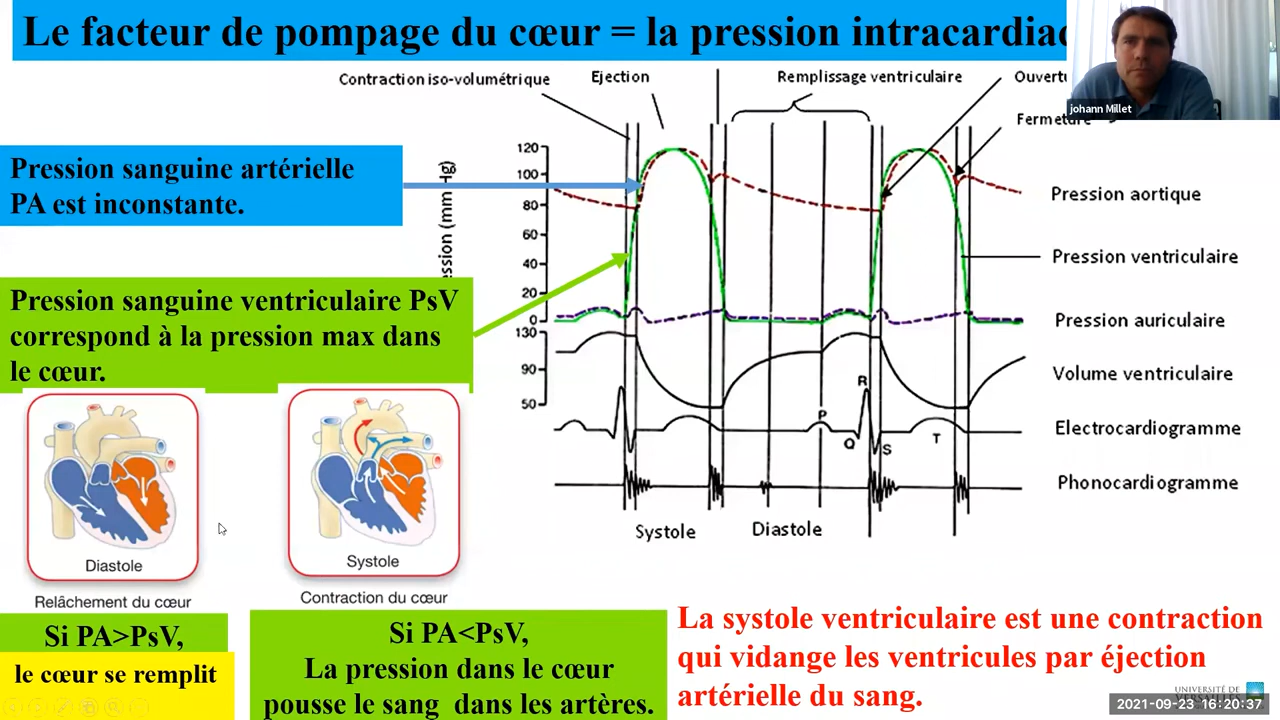 Le facteur de pompage du cœur = la pression
johann Millet
Contraction iso-volumétrique
Ejection
Remplissage ventriculaire
Fermeture
Pression sanguine artérielle
PA est inconstante.
Pression sanguine ventriculaire PsV
correspond à la pression max dans
le cœur.
120
100
80
60
40
20
0
130
90
50
Pression aortique
Pression ventriculaire
Pression auriculaire
Volume ventriculaire
Electrocardiogramme
Phonocardiogramme
R
P
Q
S
T
Systole
Diastole
Diastole
Systole
Relâchement du cœur
Contraction du cœur
Si PA>PsV,
le cœur se remplit
Si PA<PsV,
La pression dans le cœur
pousse le sang dans les artères.
La systole ventriculaire est une contraction
qui vidange les ventricules par éjection
artérielle du sang.
UNIVERSITÉ DE
2021-09-23 16:20:37